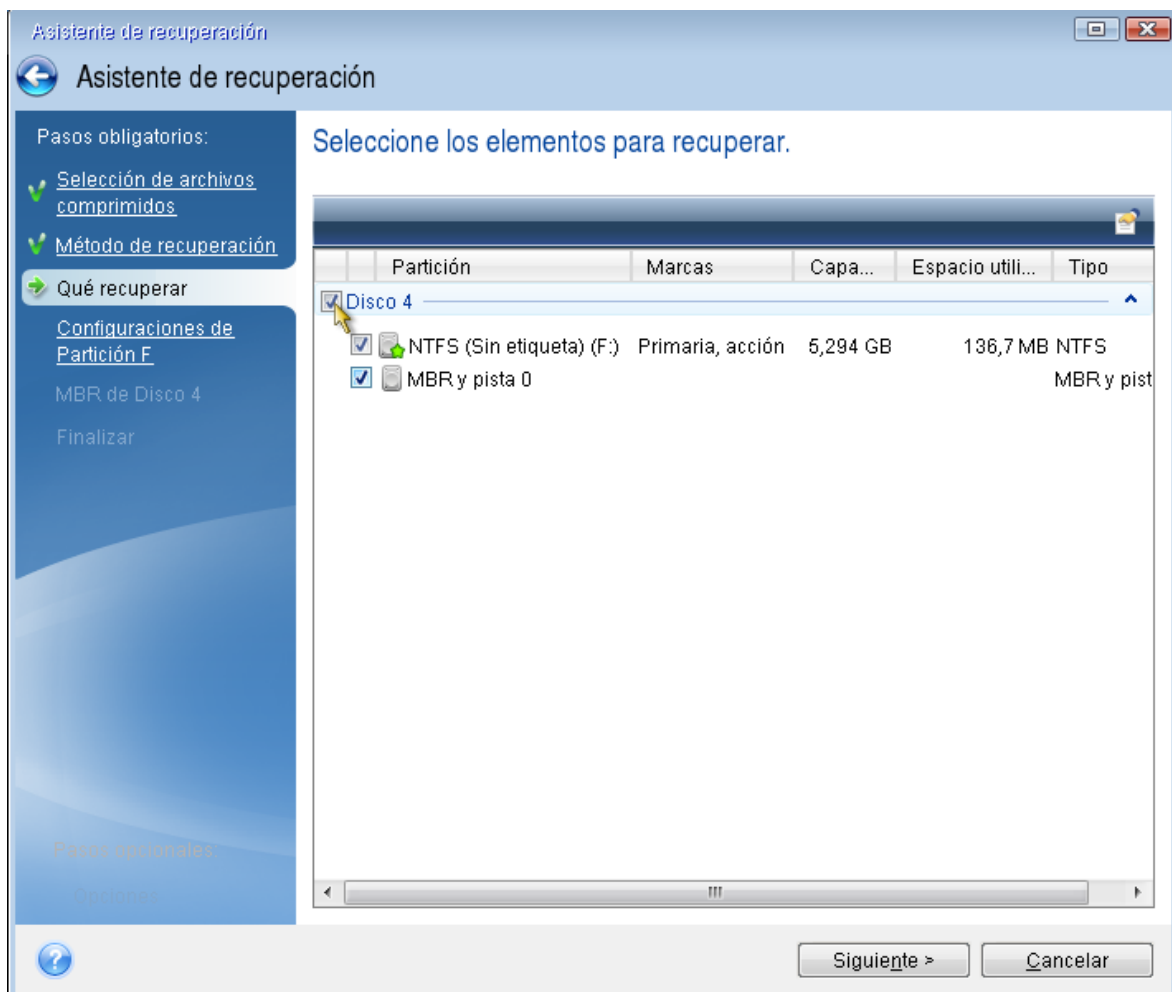 Asistente de recuperación
Asistente de recuperación
Pasos obligatorios:
Selección de archivos
comprimidos
Método de recuperación
Qué recuperar
Configuraciones de
Partición F
MBR de Disco 4
Finalizar
Pasos opcionales:
Opciones
Seleccione los elementos para recuperar.
Partición Marcas Capa... Espacio utili... Tipo
Disco 4
NTFS (Sin etiqueta) (F:) Primaria, acción 5,294 GB 136,7 MB NTFS
MBR y pista 0 MBR y pist
Siguiente > Cancelar